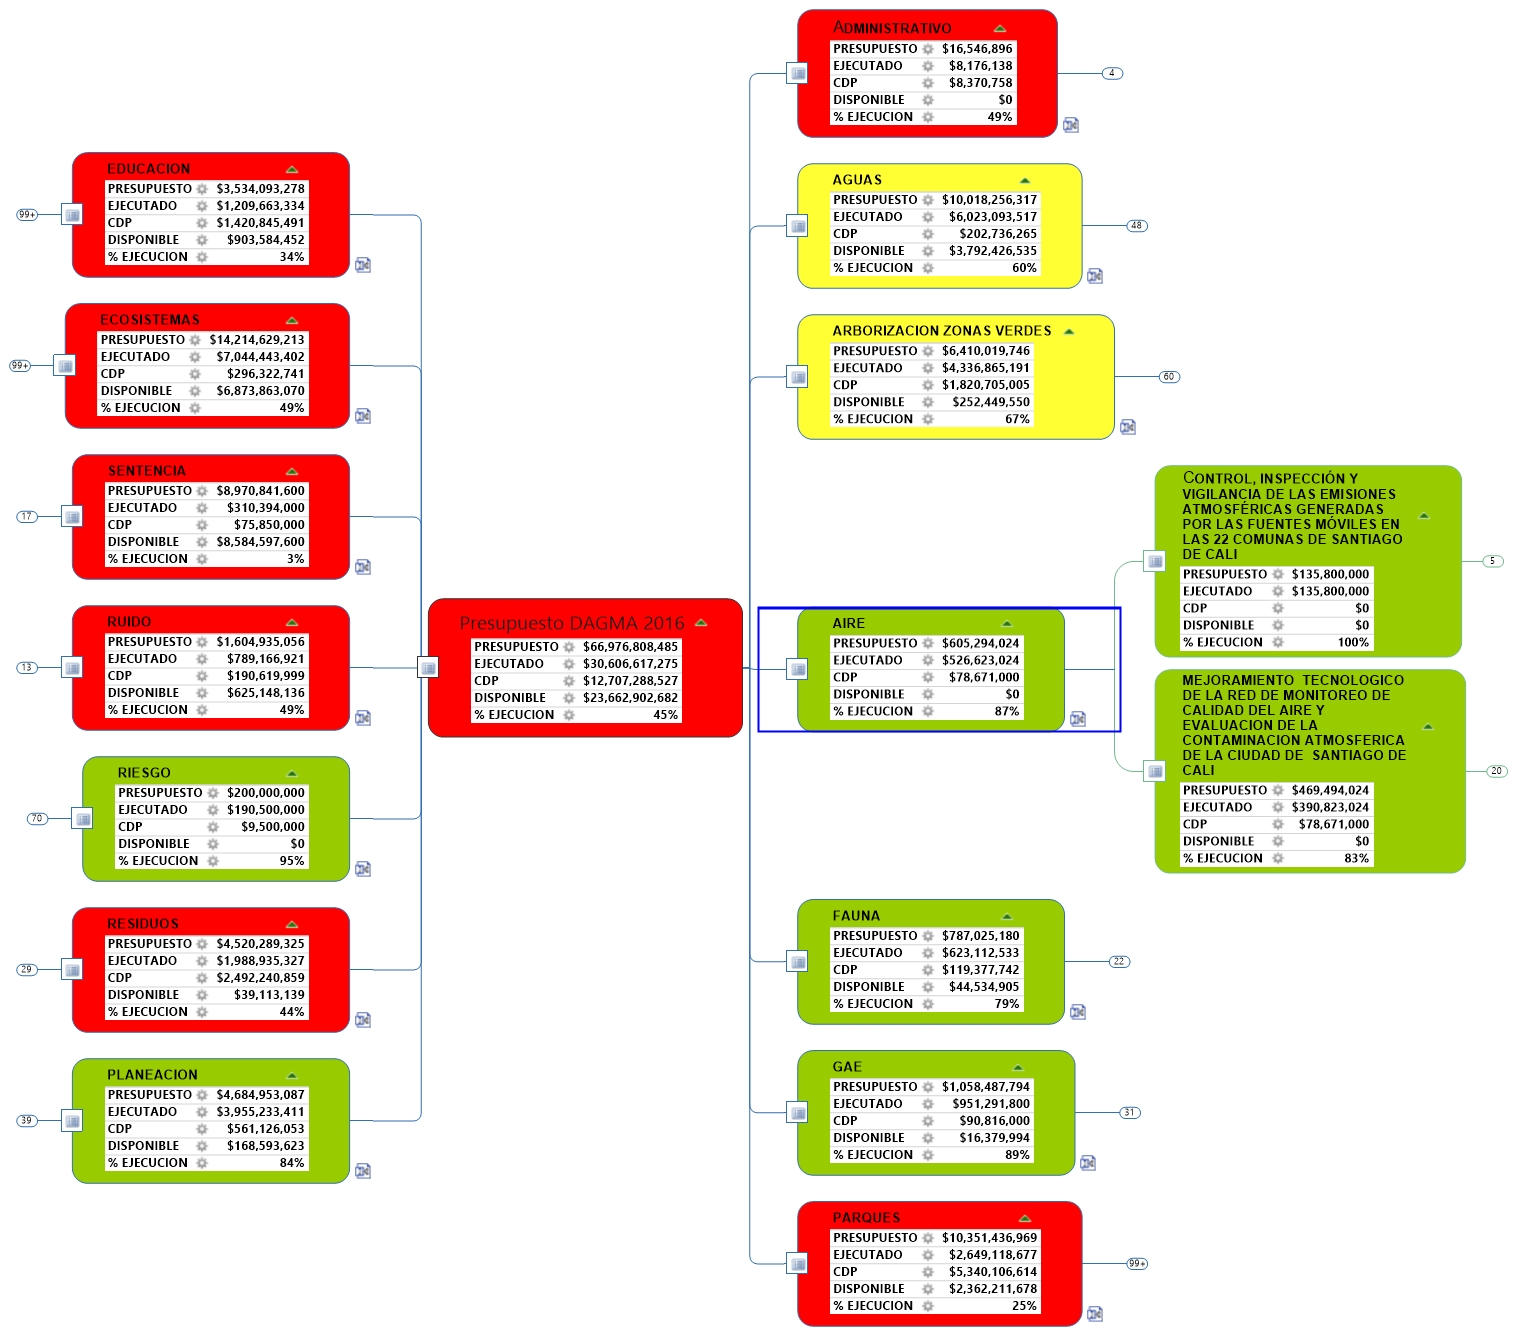 ADMINISTRATIVO
PRESUPUESTO $16,546,896
EJECUTADO $8,176,138
CDP $8,370,758
DISPONIBLE $0
% EJECUCION 49%
4
AGUAS
PRESUPUESTO $10,018,256,317
EJECUTADO $6,023,093,517
CDP $202,736,265
DISPONIBLE $3,792,426,535
% EJECUCION 60%
48
ARBORIZACION ZONAS VERDES
PRESUPUESTO $6,410,019,746
EJECUTADO $4,336,865,191
CDP $1,820,705,005
DISPONIBLE $252,449,550
% EJECUCION 67%
60
EDUCACION
PRESUPUESTO $3,534,093,278
EJECUTADO $1,209,663,334
CDP $1,420,845,491
DISPONIBLE $903,584,452
% EJECUCION 34%
99+
ECOSISTEMAS
PRESUPUESTO $14,214,629,213
EJECUTADO $7,044,443,402
CDP $296,322,741
DISPONIBLE $6,873,863,070
% EJECUCION 49%
99+
SENTENCIA
PRESUPUESTO $8,970,841,600
EJECUTADO $310,394,000
CDP $75,850,000
DISPONIBLE $8,584,597,600
% EJECUCION 3%
17
RUIDO
PRESUPUESTO $1,604,935,056
EJECUTADO $789,166,921
CDP $190,619,999
DISPONIBLE $625,148,136
% EJECUCION 49%
13
RIESGO
PRESUPUESTO $200,000,000
EJECUTADO $190,500,000
CDP $9,500,000
DISPONIBLE $0
% EJECUCION 95%
70
RESIDUOS
PRESUPUESTO $4,520,289,325
EJECUTADO $1,988,935,327
CDP $2,492,240,859
DISPONIBLE $39,113,139
% EJECUCION 44%
29
PLANEACION
PRESUPUESTO $4,684,953,087
EJECUTADO $3,955,233,411
CDP $561,126,053
DISPONIBLE $168,593,623
% EJECUCION 84%
39
Presupuesto DAGMA 2016
PRESUPUESTO $66,976,808,485
EJECUTADO $30,606,617,275
CDP $12,707,288,527
DISPONIBLE $23,662,902,682
% EJECUCION 45%
AIRE
PRESUPUESTO $605,294,024
EJECUTADO $526,623,024
CDP $78,671,000
DISPONIBLE $0
% EJECUCION 87%
CONTROL, INSPECCIÓN Y
VIGILANCIA DE LAS EMISIONES
ATMOSFÉRICAS GENERADAS
POR LAS FUENTES MÓVILES EN
LAS 22 COMUNAS DE SANTIAGO
DE CALI
PRESUPUESTO $135,800,000
EJECUTADO $135,800,000
CDP $0
DISPONIBLE $0
% EJECUCION 100%
5
MEJORAMIENTO TECNOLOGICO
DE LA RED DE MONITOREO DE
CALIDAD DEL AIRE Y
EVALUACION DE LA
CONTAMINACION ATMOSFERICA
DE LA CIUDAD DE SANTIAGO DE
CALI
PRESUPUESTO $469,494,024
EJECUTADO $390,823,024
CDP $78,671,000
DISPONIBLE $0
% EJECUCION 83%
20
FAUNA
PRESUPUESTO $787,025,180
EJECUTADO $623,112,533
CDP $119,377,742
DISPONIBLE $44,534,905
% EJECUCION 79%
22
GAE
PRESUPUESTO $1,058,487,794
EJECUTADO $951,291,800
CDP $90,816,000
DISPONIBLE $16,379,994
% EJECUCION 89%
31
PARQUES
PRESUPUESTO $10,351,436,969
EJECUTADO $2,649,118,677
CDP $5,340,106,614
DISPONIBLE $2,362,211,678
% EJECUCION 25%
99+